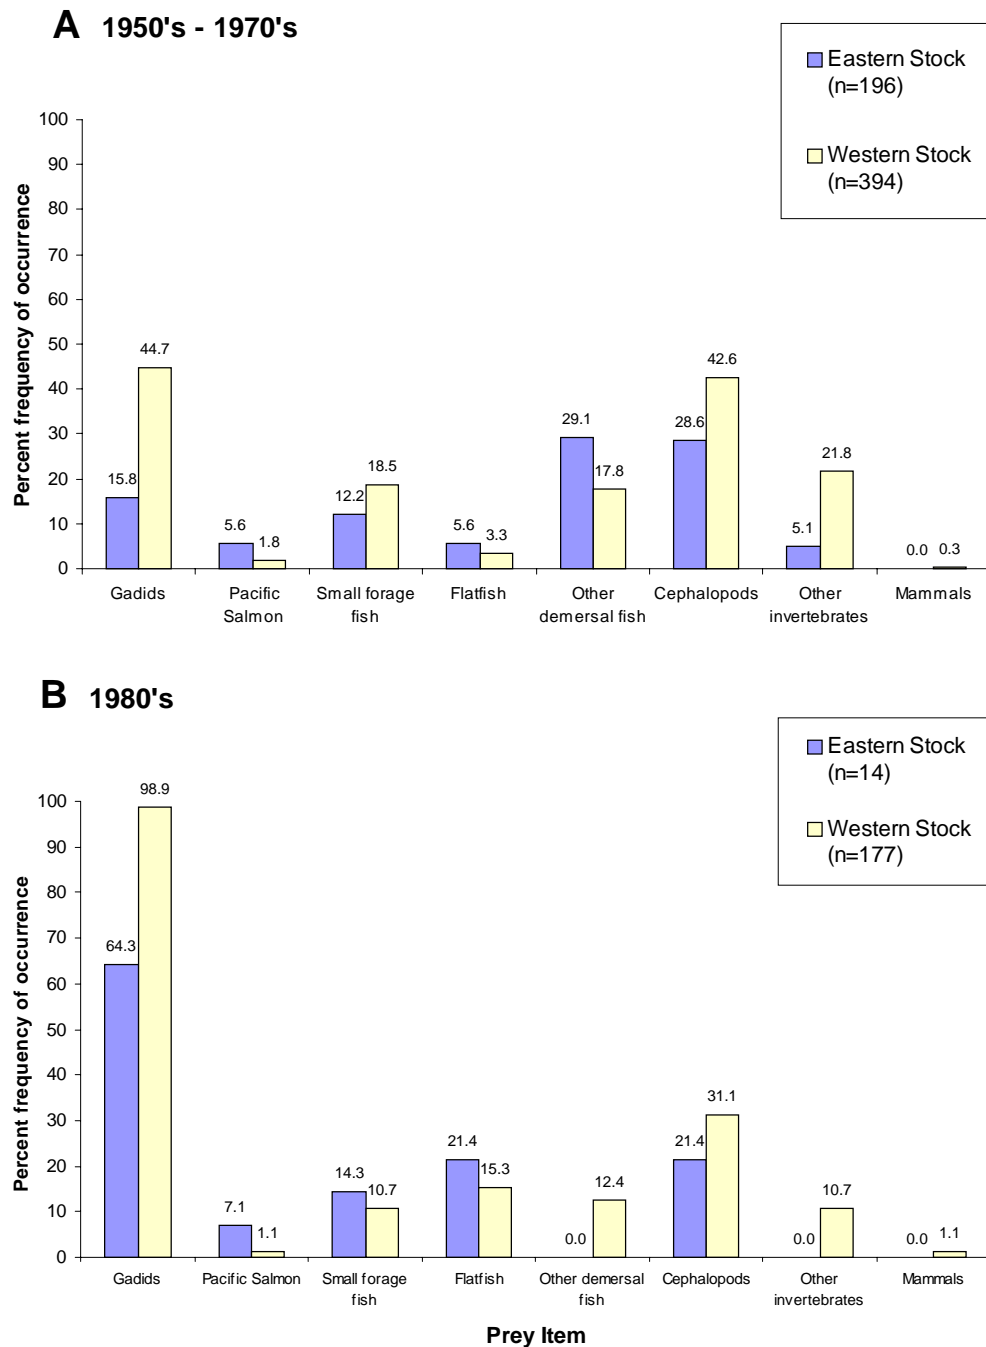 A 1950's - 1970's
Eastern Stock
(n=196)
Western Stock
(n=394)
Percent frequency of occurrence
100
90
80
70
60
50
40
30
20
10
0
15.8
44.7
5.6
1.8
12.2
18.5
5.6
3.3
29.1
17.8
28.6
42.6
5.1
21.8
0.0
0.3
Gadids
Pacific
Salmon
Small forage
fish
Flatfish
Other
demersal fish
Cephalopods
Other
invertebrates
Mammals
B 1980's
Eastern Stock
(n=14)
Western Stock
(n=177)
Percent frequency of occurrence
100
90
80
70
60
50
40
30
20
10
0
64.3
98.9
7.1
1.1
14.3
10.7
21.4
15.3
0.0
12.4
21.4
31.1
0.0
10.7
0.0
1.1
Gadids
Pacific Salmon
Small forage
fish
Flatfish
Other demersal
fish
Cephalopods
Other
invertebrates
Mammals
Prey Item